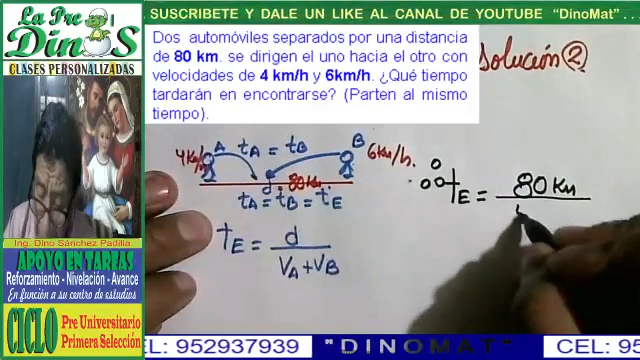 La Pre
DinoS
CLASES PERSONALIZADAS
SUSCRIBETE Y DALE UN LIKE AL CANAL DE YOUTUBE "DinoMat"
Dos automóviles separados por una distancia
de 80 km. se dirigen el uno hacia el otro con
velocidades de 4 km/h y 6km/h. ¿Qué tiempo
tardarán en encontrarse? (Parten al mismo
tiempo).
Solución 2
4Km/h
A
tA = tB
B
6Km/h.
d
80Km
tA = tB = tE
tE = d
VA + VB
tE = 80 Km
Ing. Dino Sánchez Padilla
APOYO EN TAREAS
Reforzamiento - Nivelación - Avance
En función a su centro de estudios
CICLO Pre Universitario
Primera Selección
CEL: 952937939
"DINOMAT"
CEL: 95